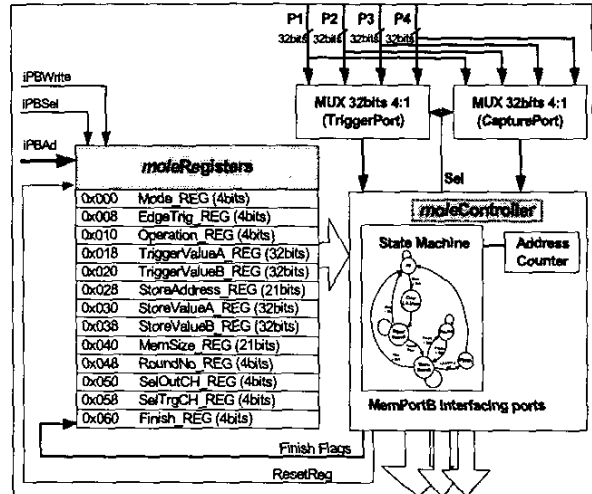 P1 P2 P3 P4
32bits 32bits 32bits 32bits
iPBWrite
iPBSel
iPBAd
MUX 32bits 4:1
(TriggerPort)
MUX 32bits 4:1
(CapturePort)
Sel
moleRegisters
0x000 Mode_REG (4bits)
0x008 EdgeTrig_REG (4bits)
0x010 Operation_REG (4bits)
0x018 TriggerValueA_REG (32bits)
0x020 TriggerValueB_REG (32bits)
0x028 StoreAddress_REG (21bits)
0x030 StoreValueA_REG (32bits)
0x038 StoreValueB_REG (32bits)
0x040 MemSize_REG (21bits)
0x048 RoundNo_REG (4bits)
0x050 SelOutCH_REG (4bits)
0x058 SelTrgCH_REG (4bits)
0x060 Finish_REG (4bits)
moleController
State Machine
Address
Counter
MemPortB Interfacing ports
Finish Flags
ResetReg